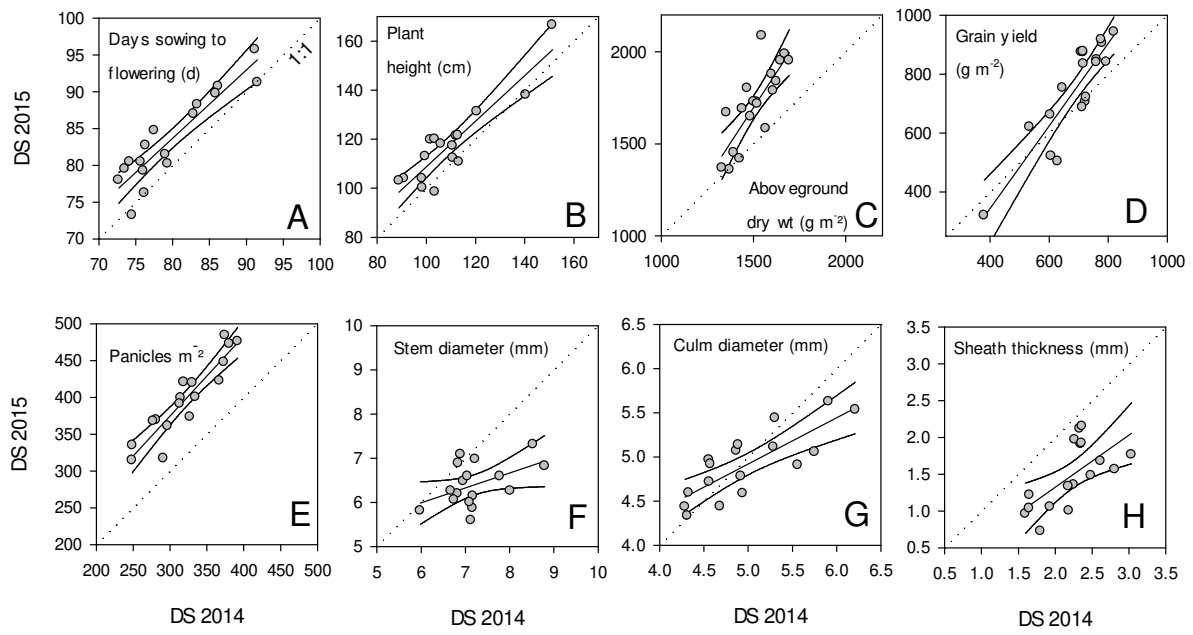 100
95
90
85
80
75
70
Days sowing to
flowering (d)
1:1
A
70 75 80 85 90 95 100
160
140
120
100
80
Plant
height (cm)
B
80 100 120 140 160
2000
1500
1000
Aboveground
dry wt (g m⁻²)
C
1000 1500 2000
1000
800
600
400
Grain yield
(g m⁻²)
D
400 600 800 1000
DS 2015
500
450
400
350
300
250
200
Panicles m⁻²
E
200 250 300 350 400 450 500
10
9
8
7
6
5
Stem diameter (mm)
F
5 6 7 8 9 10
6.5
6.0
5.5
5.0
4.5
4.0
Culm diameter (mm)
G
4.0 4.5 5.0 5.5 6.0 6.5
3.5
3.0
2.5
2.0
1.5
1.0
0.5
Sheath thickness (mm)
H
0.5 1.0 1.5 2.0 2.5 3.0 3.5
DS 2015
DS 2014 DS 2014 DS 2014 DS 2014